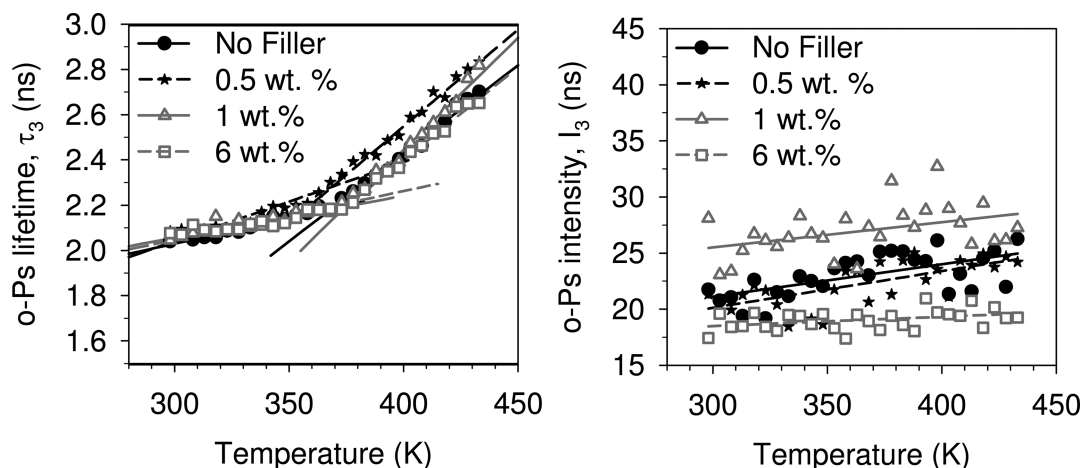 3.0
2.8
2.6
2.4
2.2
2.0
1.8
1.6
o-Ps lifetime, τ3 (ns)
No Filler
0.5 wt. %
1 wt.%
6 wt.%
300 350 400 450
Temperature (K)
45
40
35
30
25
20
15
o-Ps intensity, I3 (ns)
No Filler
0.5 wt. %
1 wt.%
6 wt.%
300 350 400 450
Temperature (K)